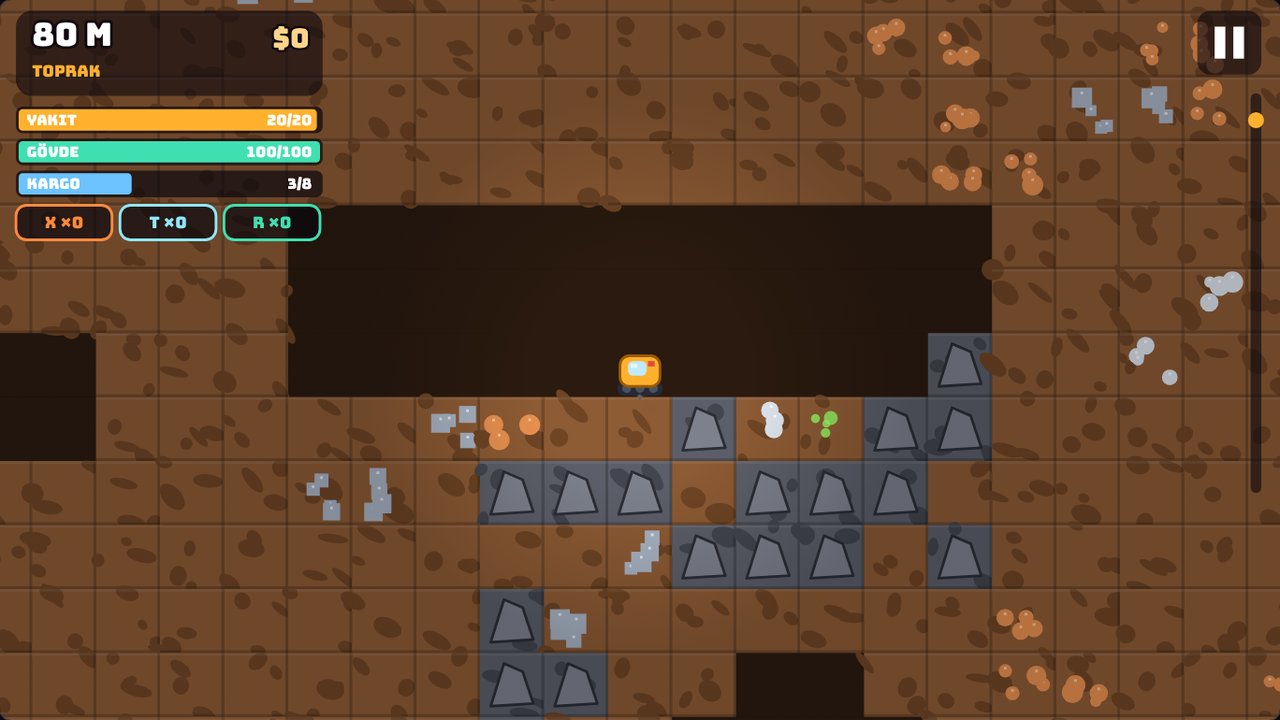 80 M
$0
TOPRAK
YAKIT 20/20
GÖVDE 100/100
KARGO 3/8
X ×0 T ×0 R ×0